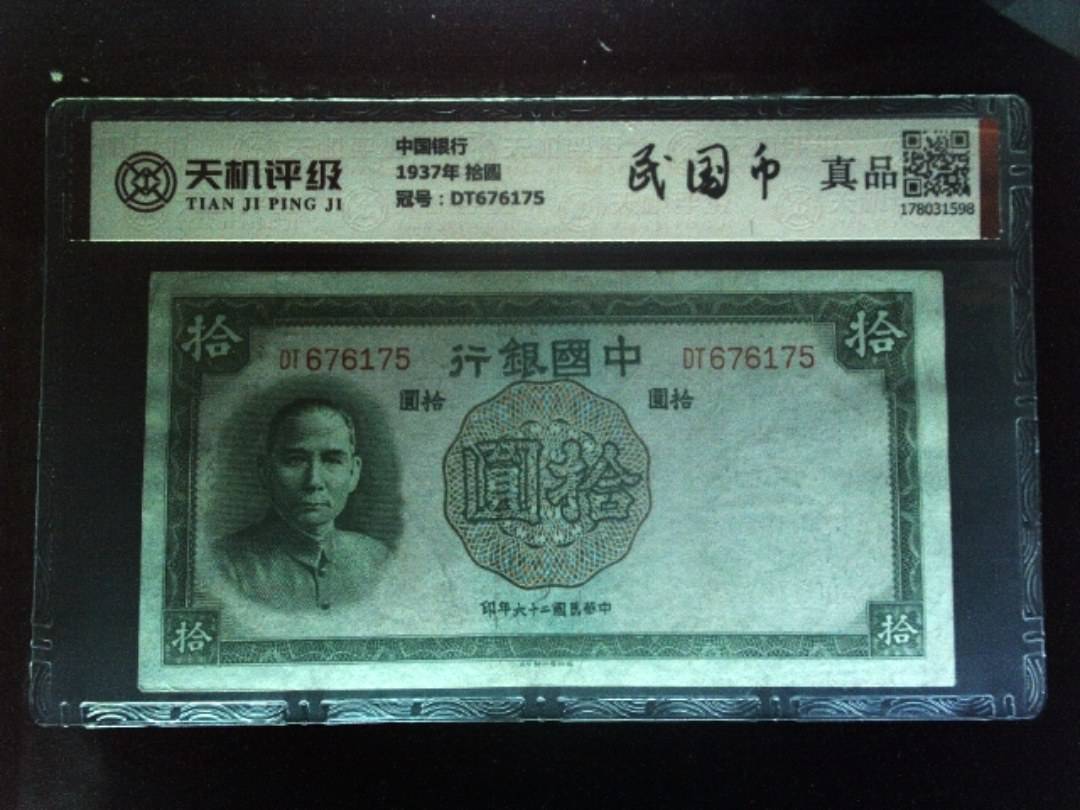 天机评级
TIAN JI PING JI
中国银行
1937年 拾圆
冠号：DT676175
民国币
真品
178031598
拾
拾
DT676175
行銀國中
DT676175
圓拾
圓拾
圓拾
印年六十二國民華中
拾
拾